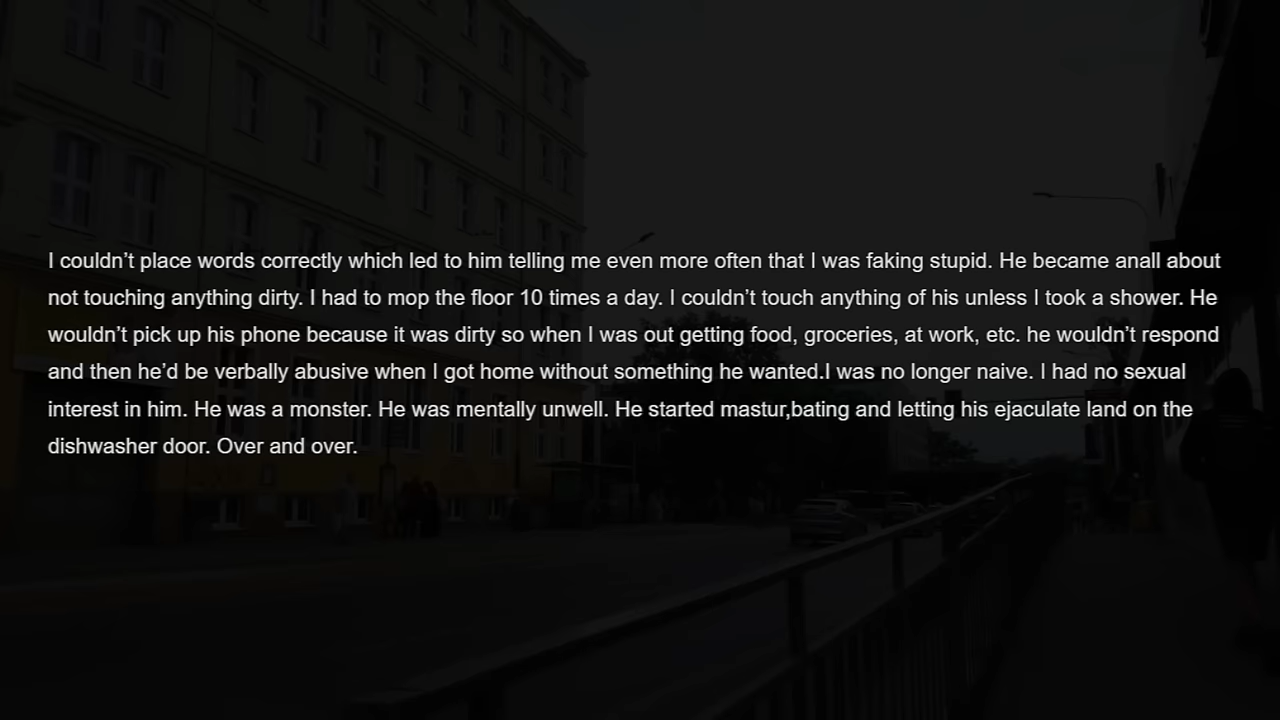 I couldn’t place words correctly which led to him telling me even more often that I was faking stupid. He became anall about
not touching anything dirty. I had to mop the floor 10 times a day. I couldn’t touch anything of his unless I took a shower. He
wouldn’t pick up his phone because it was dirty so when I was out getting food, groceries, at work, etc. he wouldn’t respond
and then he’d be verbally abusive when I got home without something he wanted.I was no longer naive. I had no sexual
interest in him. He was a monster. He was mentally unwell. He started mastur,bating and letting his ejaculate land on the
dishwasher door. Over and over.